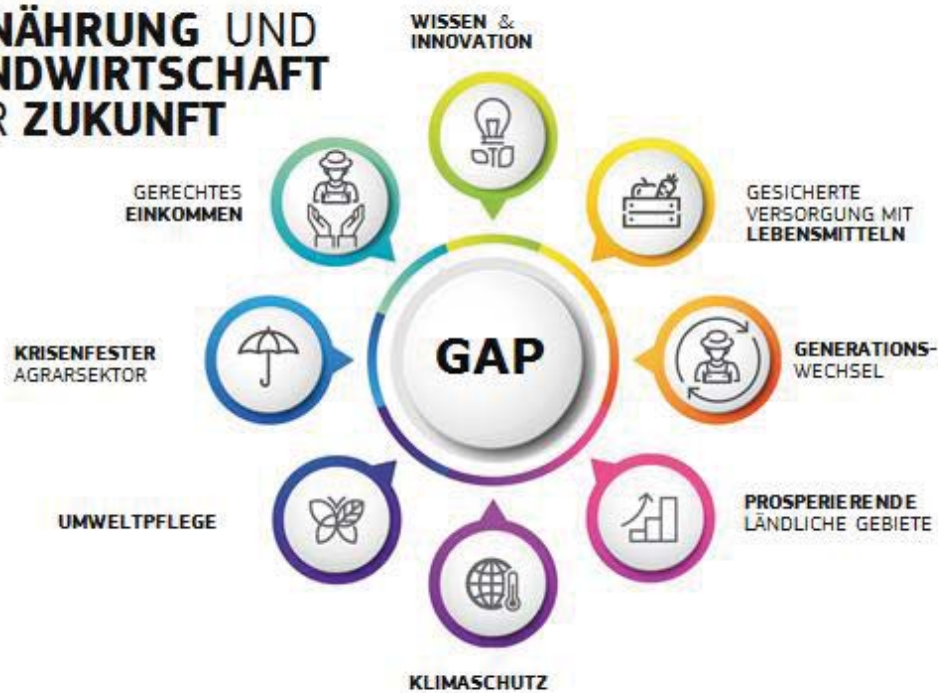 NÄHRUNG UND
NDWIRTSCHAFT
R ZUKUNFT
WISSEN &
INNOVATION
GERECHTES
EINKOMMEN
GESICHERTE
VERSORGUNG MIT
LEBENSMITTELN
KRISENFESTER
AGRARSEKTOR
GAP
GENERATIONS-
WECHSEL
UMWELTPFLEGE
PROSPERIERENDE
LÄNDLICHE GEBIETE
KLIMASCHUTZ